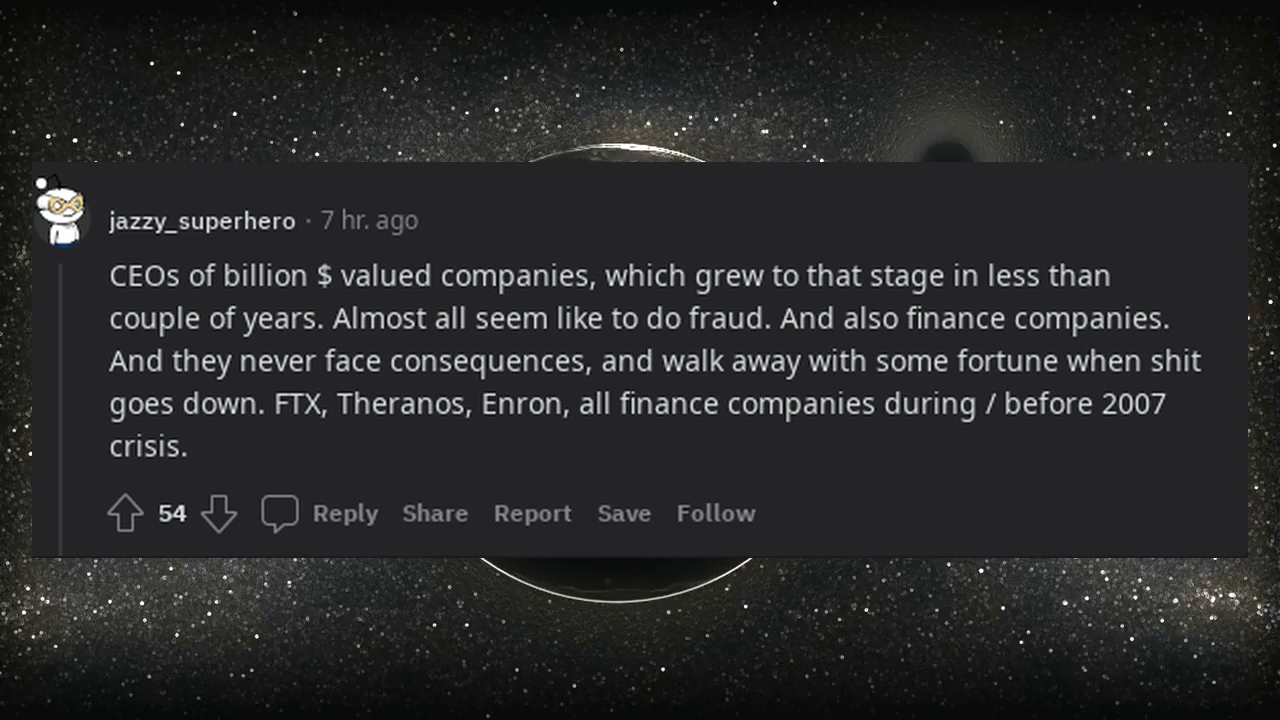 jazzy_superhero · 7 hr. ago
CEOs of billion $ valued companies, which grew to that stage in less than
couple of years. Almost all seem like to do fraud. And also finance companies.
And they never face consequences, and walk away with some fortune when shit
goes down. FTX, Theranos, Enron, all finance companies during / before 2007
crisis.
54 Reply Share Report Save Follow